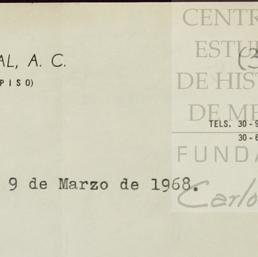 AL, A. C.
PISO)
TELS. 30-9
30-6
9 de Marzo de 1968.
CENTR
ESTU
DE HIST
DE ME
FUNDA
Carlo